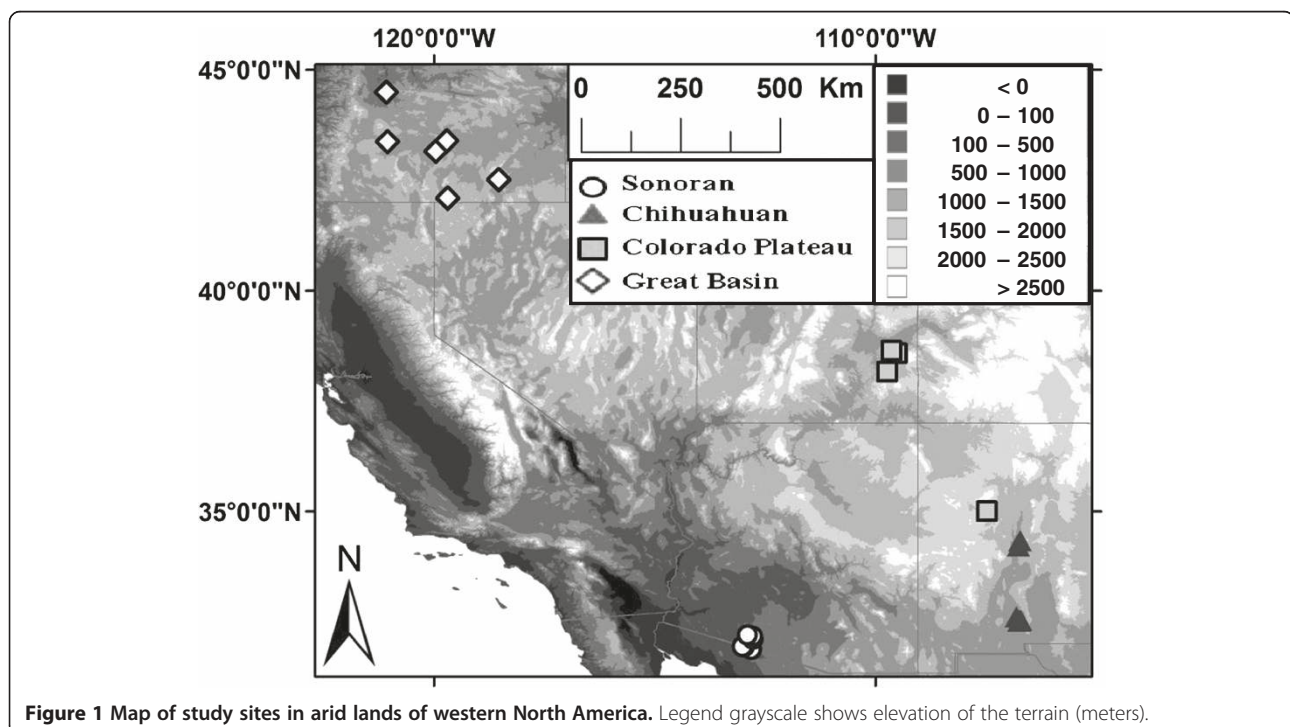 120°0'0"W 110°0'0"W
45°0'0"N
40°0'0"N
35°0'0"N
0 250 500 Km
Sonoran
Chihuahuan
Colorado Plateau
Great Basin
< 0
0 – 100
100 – 500
500 – 1000
1000 – 1500
1500 – 2000
2000 – 2500
> 2500
N
Figure 1 Map of study sites in arid lands of western North America. Legend grayscale shows elevation of the terrain (meters).